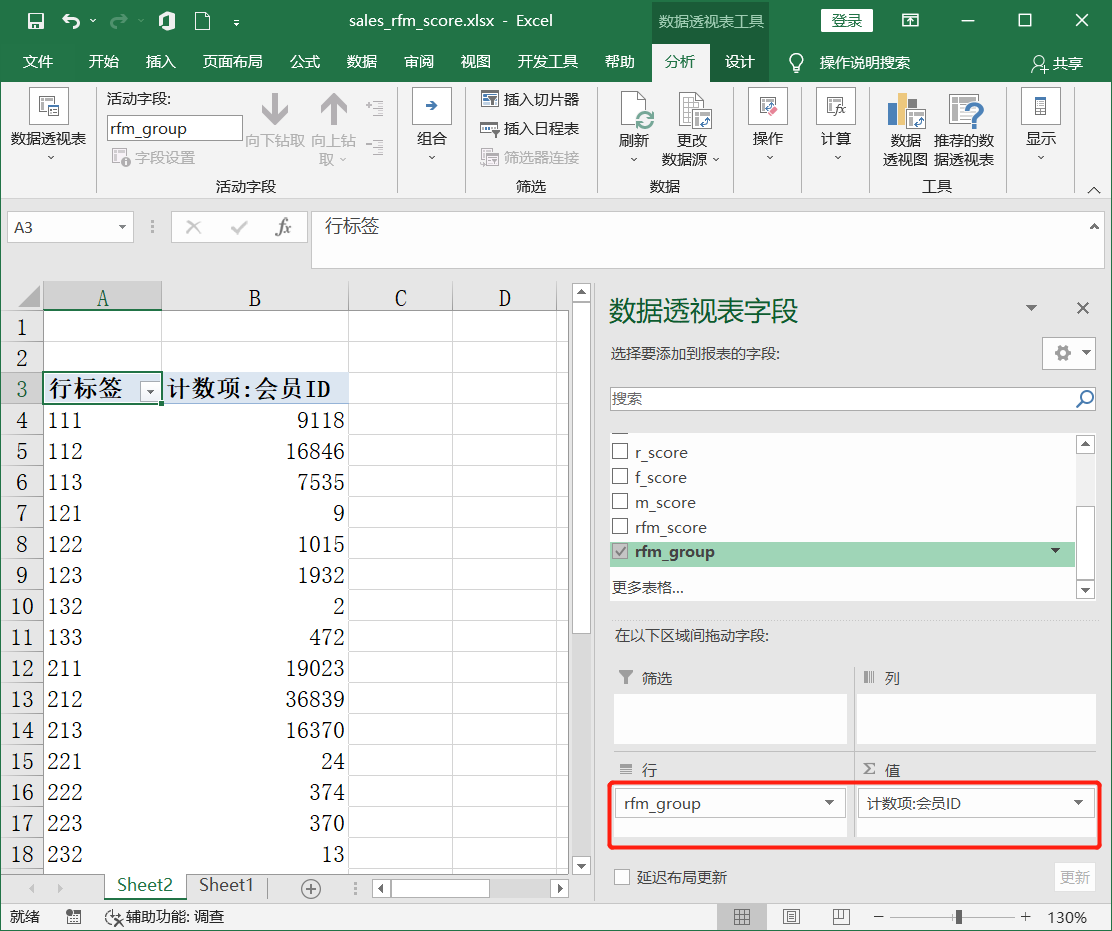 sales_rfm_score.xlsx - Excel
数据透视表工具
登录
文件 开始 插入 页面布局 公式 数据 审阅 视图 开发工具 帮助 分析 设计 操作说明搜索 共享
数据透视表
活动字段:
rfm_group
字段设置
向下钻取
向上钻取
活动字段
组合
插入切片器
插入日程表
筛选器连接
筛选
刷新
更改
数据源
数据
操作
计算
数据
透视图
推荐的数
据透视表
工具
显示
A3
fx
行标签
A B C D
1
2
3 行标签 计数项:会员ID
4 111 9118
5 112 16846
6 113 7535
7 121 9
8 122 1015
9 123 1932
10 132 2
11 133 472
12 211 19023
13 212 36839
14 213 16370
15 221 24
16 222 374
17 223 370
18 232 13
Sheet2 Sheet1
数据透视表字段
选择要添加到报表的字段:
搜索
r_score
f_score
m_score
rfm_score
rfm_group
更多表格...
在以下区域间拖动字段:
筛选
列
行
Σ 值
rfm_group
计数项:会员ID
延迟布局更新
更新
就绪
辅助功能: 调查
130%